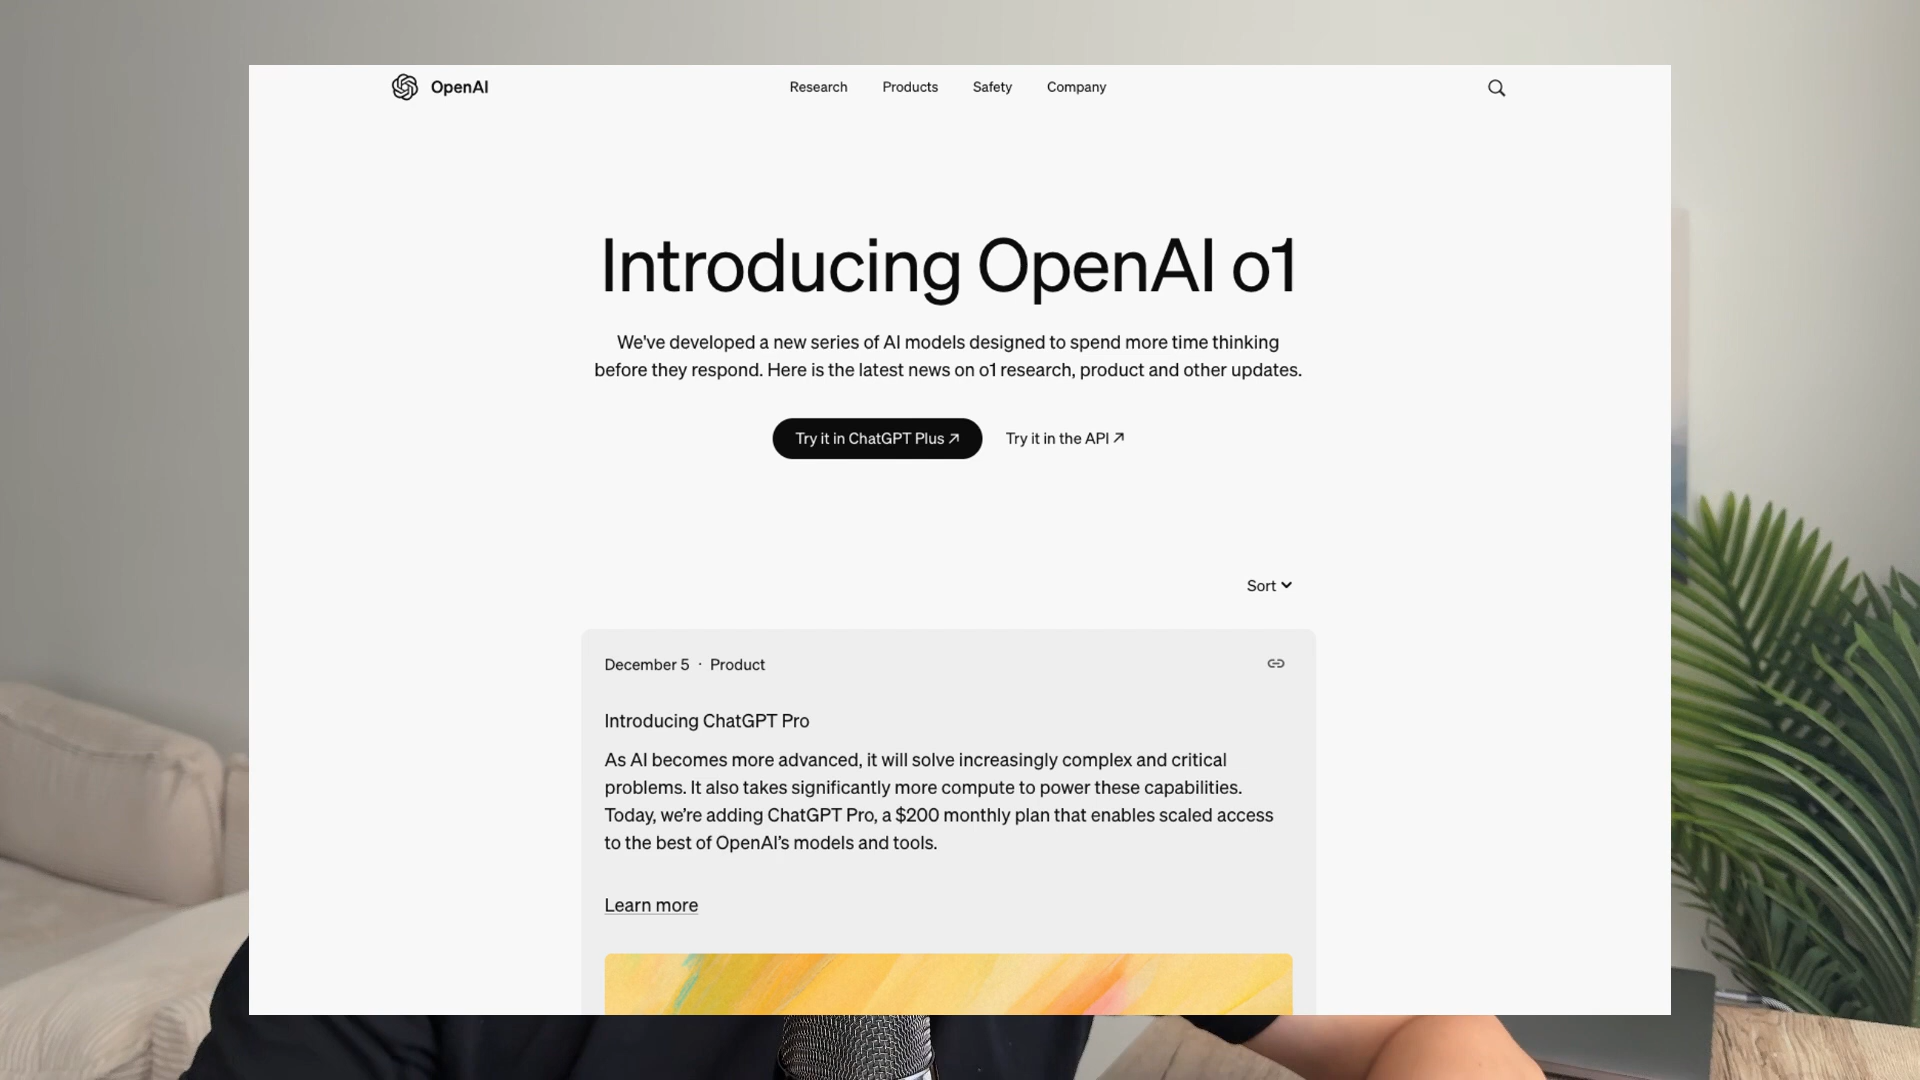 OpenAI
Research Products Safety Company
Introducing OpenAI o1
We've developed a new series of AI models designed to spend more time thinking
before they respond. Here is the latest news on o1 research, product and other updates.
Try it in ChatGPT Plus ↗ Try it in the API ↗
Sort
December 5 · Product
Introducing ChatGPT Pro
As AI becomes more advanced, it will solve increasingly complex and critical
problems. It also takes significantly more compute to power these capabilities.
Today, we’re adding ChatGPT Pro, a $200 monthly plan that enables scaled access
to the best of OpenAI’s models and tools.
Learn more